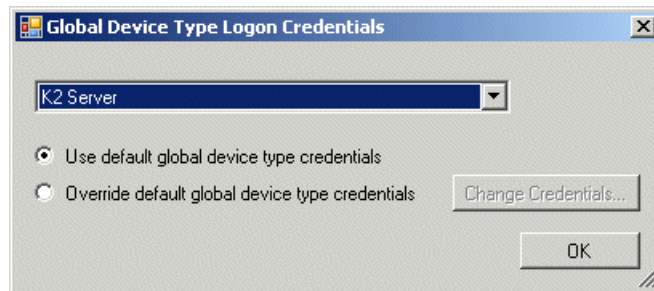 Global Device Type Logon Credentials
K2 Server
Use default global device type credentials
Override default global device type credentials
Change Credentials...
OK